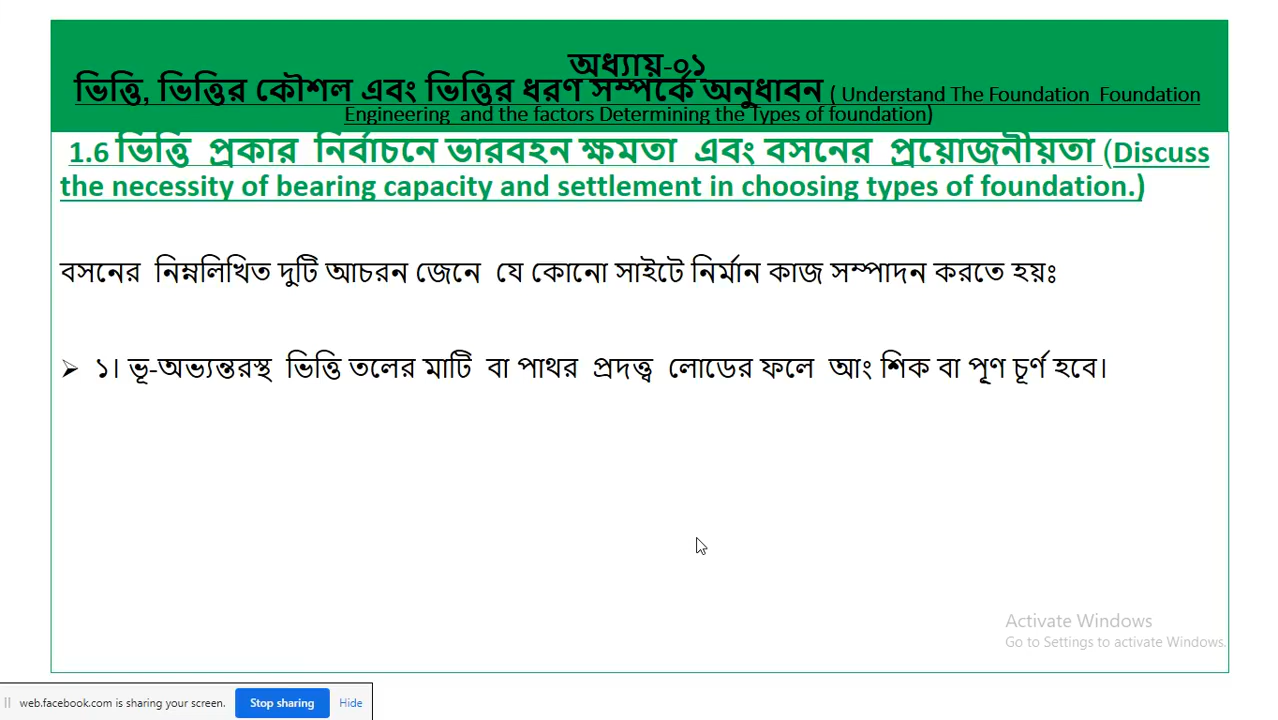 অধ্যায়-০১
ভিত্তি, ভিত্তির কৌশল এবং ভিত্তির ধরণ সম্পর্কে অনুধাবন ( Understand The Foundation Foundation
Engineering and the factors Determining the Types of foundation)
1.6 ভিত্তি প্রকার নির্বাচনে ভারবহন ক্ষমতা এবং বসনের প্রয়োজনীয়তা (Discuss
the necessity of bearing capacity and settlement in choosing types of foundation.)
বসনের নিম্নলিখিত দুটি আচরন জেনে যে কোনো সাইটে নির্মান কাজ সম্পাদন করতে হয়ঃ
➢ ১। ভূ-অভ্যন্তরস্থ ভিত্তি তলের মাটি বা পাথর প্রদত্ত্ব লোডের ফলে আং শিক বা পূণ চূর্ণ হবে।
Activate Windows
Go to Settings to activate Windows.
web.facebook.com is sharing your screen. Stop sharing Hide